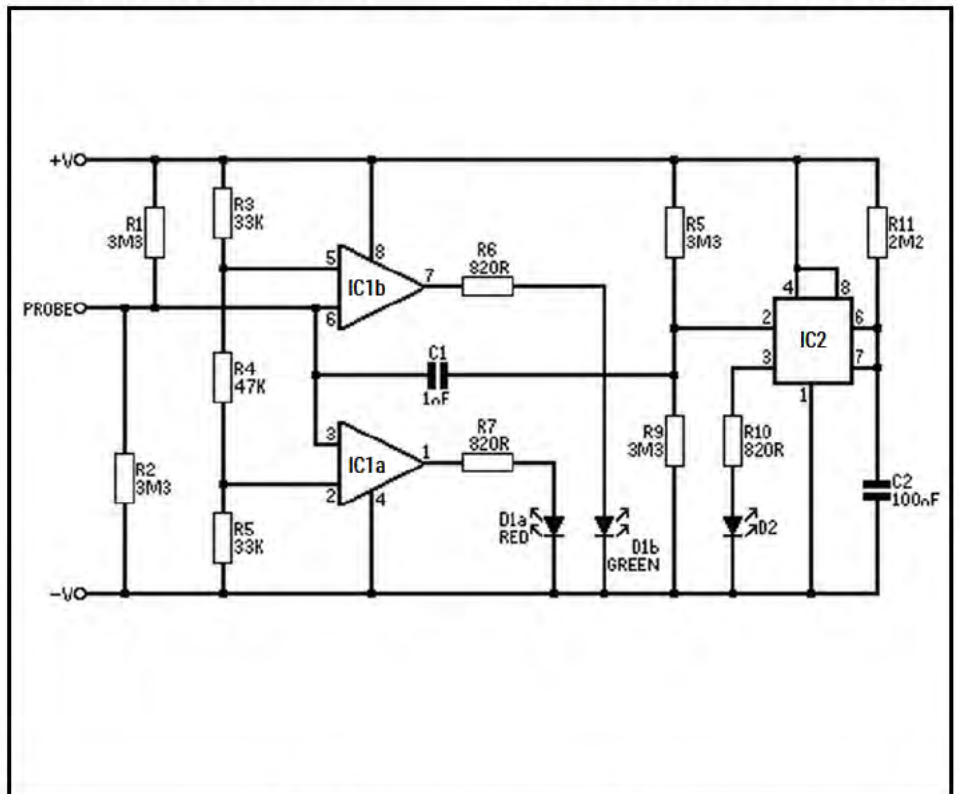 +V
R1
3M3
R3
33K
5
8
IC1b
7
6
R6
820R
R5
3M3
R11
2M2
4
8
2
IC2
6
3
7
1
PROBE
R4
47K
C1
1nF
3
IC1a
1
2
4
R7
820R
R9
3M3
R10
820R
R2
3M3
R5
33K
C2
100nF
D1a
RED
D1b
GREEN
D2
-V